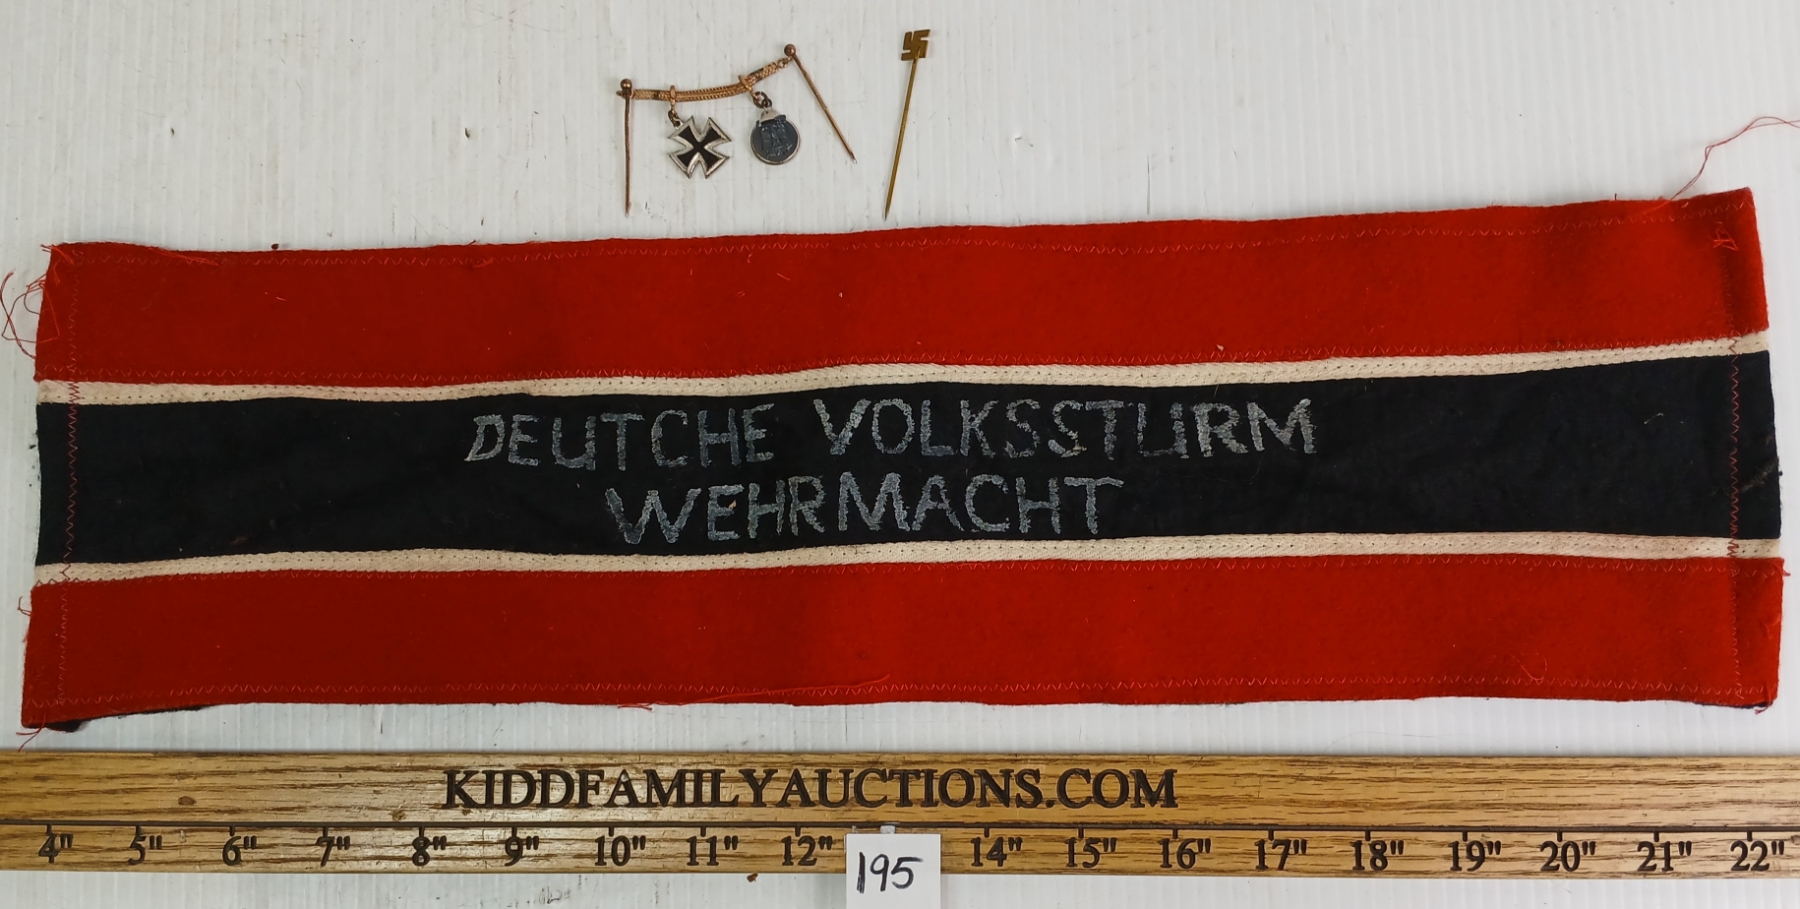 DEUTCHE VOLKSSTURM
WEHRMACHT
KIDDFAMILYAUCTIONS.COM
4" 5" 6" 7" 8" 9" 10" 11" 12" 14" 15" 16" 17" 18" 19" 20" 21" 22"
195